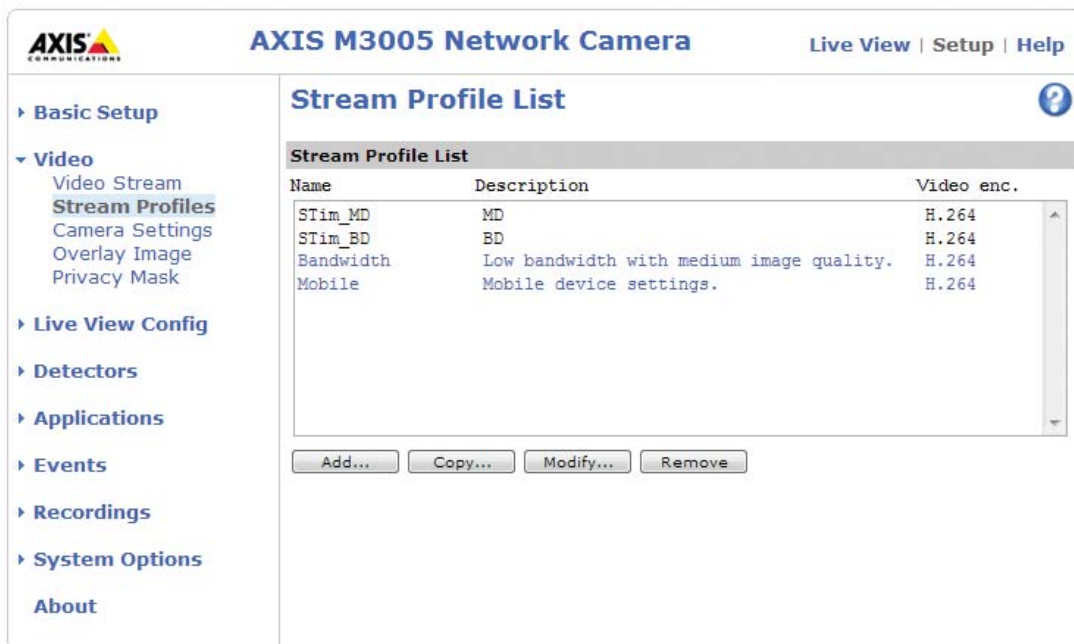 AXIS
COMMUNICATIONS
AXIS M3005 Network Camera
Live View | Setup | Help
Basic Setup
Video
Video Stream
Stream Profiles
Camera Settings
Overlay Image
Privacy Mask
Live View Config
Detectors
Applications
Events
Recordings
System Options
About
Stream Profile List
?
Stream Profile List
Name Description Video enc.
STim_MD MD H.264
STim_BD BD H.264
Bandwidth Low bandwidth with medium image quality. H.264
Mobile Mobile device settings. H.264
Add... Copy... Modify... Remove